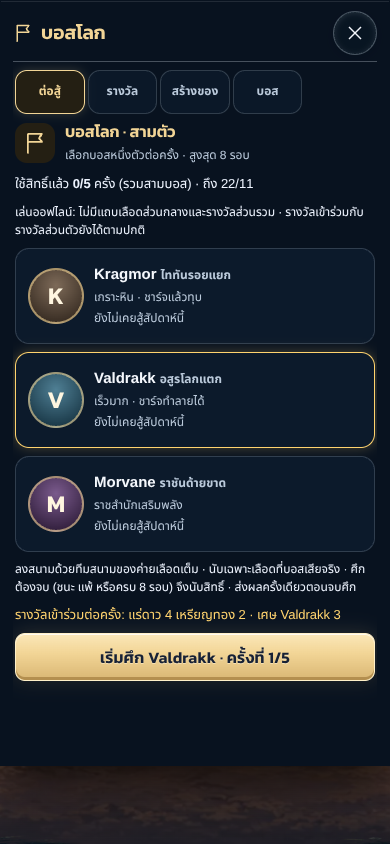 บอสโลก
ต่อสู้
รางวัล
สร้างของ
บอส
บอสโลก · สามตัว
เลือกบอสหนึ่งตัวต่อครั้ง · สูงสุด 8 รอบ
ใช้สิทธิ์แล้ว 0/5 ครั้ง (รวมสามบอส) · ถึง 22/11
เล่นออฟไลน์: ไม่มีแถบเลือดส่วนกลางและรางวัลส่วนรวม · รางวัลเข้าร่วมกับ
รางวัลส่วนตัวยังได้ตามปกติ
K
Kragmor ไททันรอยแยก
เกราะหิน · ชาร์จแล้วทุบ
ยังไม่เคยสู้สัปดาห์นี้
V
Valdrakk อสูรโลกแตก
เร็วมาก · ชาร์จทำลายได้
ยังไม่เคยสู้สัปดาห์นี้
M
Morvane ราชันด้ายขาด
ราชสำนักเสริมพลัง
ยังไม่เคยสู้สัปดาห์นี้
ลงสนามด้วยทีมสนามของค่ายเลือดเต็ม · นับเฉพาะเลือดที่บอสเสียจริง · ศึก
ต้องจบ (ชนะ แพ้ หรือครบ 8 รอบ) จึงนับสิทธิ์ · ส่งผลครั้งเดียวตอนจบศึก
รางวัลเข้าร่วมต่อครั้ง: แร่ดาว 4 เหรียญทอง 2 · เศษ Valdrakk 3
เริ่มศึก Valdrakk · ครั้งที่ 1/5